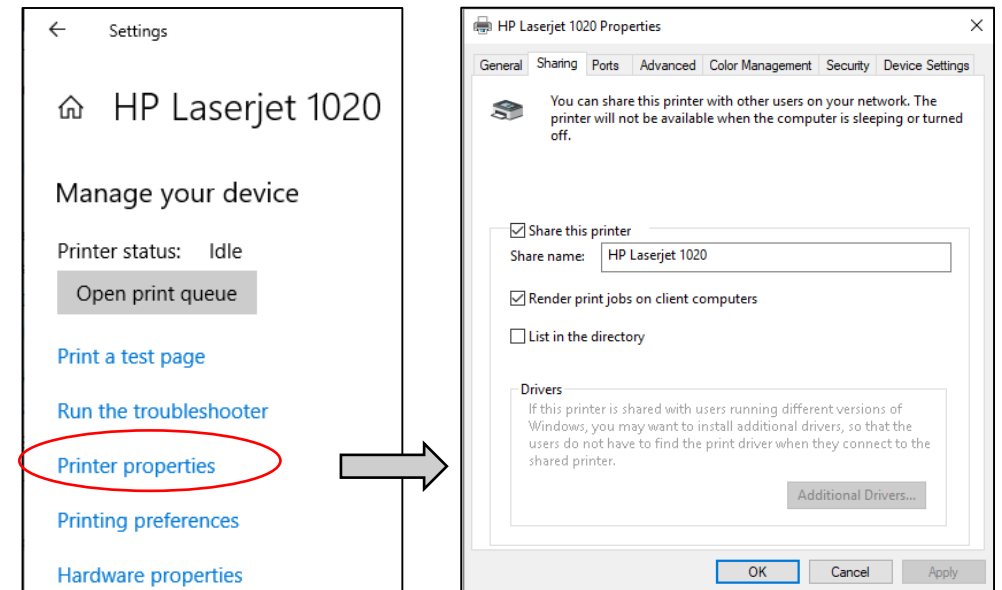 Settings
HP Laserjet 1020
Manage your device
Printer status: Idle
Open print queue
Print a test page
Run the troubleshooter
Printer properties
Printing preferences
Hardware properties
HP Laserjet 1020 Properties
General Sharing Ports Advanced Color Management Security Device Settings
You can share this printer with other users on your network. The
printer will not be available when the computer is sleeping or turned
off.
Share this printer
Share name: HP Laserjet 1020
Render print jobs on client computers
List in the directory
Drivers
If this printer is shared with users running different versions of
Windows, you may want to install additional drivers, so that the
users do not have to find the print driver when they connect to the
shared printer.
Additional Drivers...
OK Cancel Apply